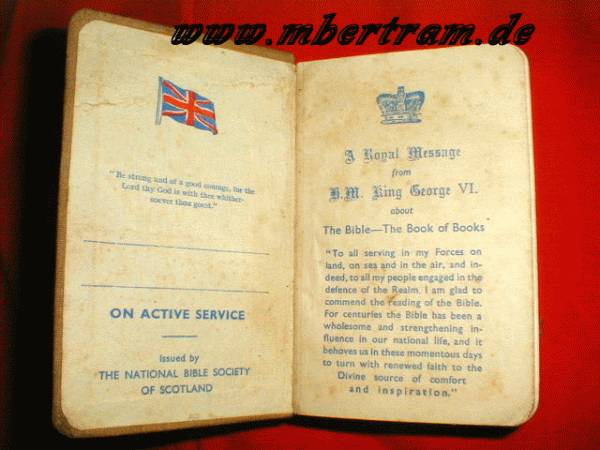 www.mbertram.de
"Be strong and of a good courage, for the
Lord thy God is with thee whither-
soever thou goest."
ON ACTIVE SERVICE
Issued by
THE NATIONAL BIBLE SOCIETY
OF SCOTLAND
A Royal Message
from
H.M. King George VI.
about
The Bible—The Book of Books
"To all serving in my Forces on
land, on sea and in the air, and in-
deed, to all my people engaged in the
defence of the Realm. I am glad to
commend the reading of the Bible.
For centuries the Bible has been a
wholesome and strengthening in-
fluence in our national life, and it
behoves us in these momentous days
to turn with renewed faith to the
Divine source of comfort
and inspiration."